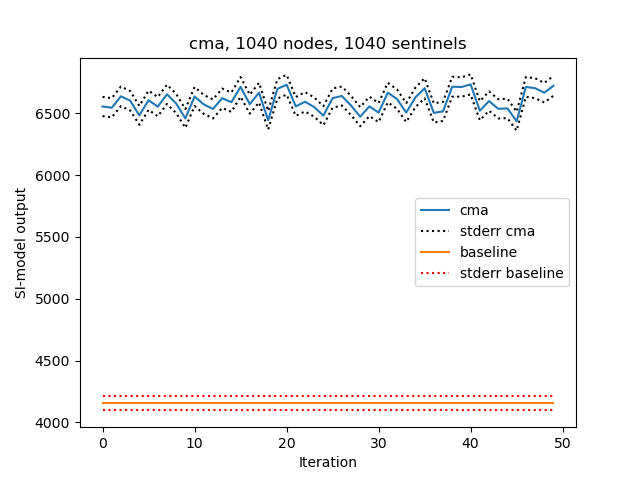 cma, 1040 nodes, 1040 sentinels
SI-model output
6500
6000
5500
5000
4500
4000
cma
stderr cma
baseline
stderr baseline
0
10
20
30
40
50
Iteration